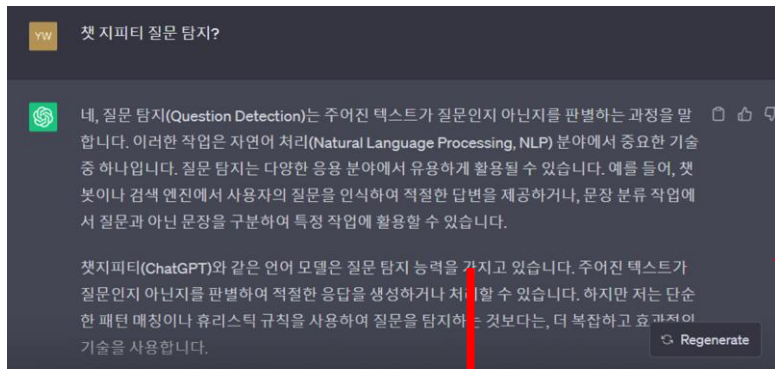 YW
챗 지피티 질문 탐지?
네, 질문 탐지(Question Detection)는 주어진 텍스트가 질문인지 아닌지를 판별하는 과정을 말
합니다. 이러한 작업은 자연어 처리(Natural Language Processing, NLP) 분야에서 중요한 기술
중 하나입니다. 질문 탐지는 다양한 응용 분야에서 유용하게 활용될 수 있습니다. 예를 들어, 챗
봇이나 검색 엔진에서 사용자의 질문을 인식하여 적절한 답변을 제공하거나, 문장 분류 작업에
서 질문과 아닌 문장을 구분하여 특정 작업에 활용할 수 있습니다.
챗지피티(ChatGPT)와 같은 언어 모델은 질문 탐지 능력을 가지고 있습니다. 주어진 텍스트가
질문인지 아닌지를 판별하여 적절한 응답을 생성하거나 처리할 수 있습니다. 하지만 저는 단순
한 패턴 매칭이나 휴리스틱 규칙을 사용하여 질문을 탐지하는 것보다는, 더 복잡하고 효과적인
기술을 사용합니다.
Regenerate